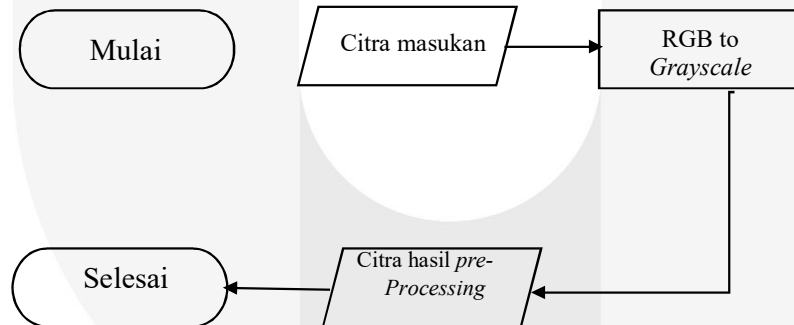 Mulai
Citra masukan
RGB to
Grayscale
Selesai
Citra hasil pre-
Processing